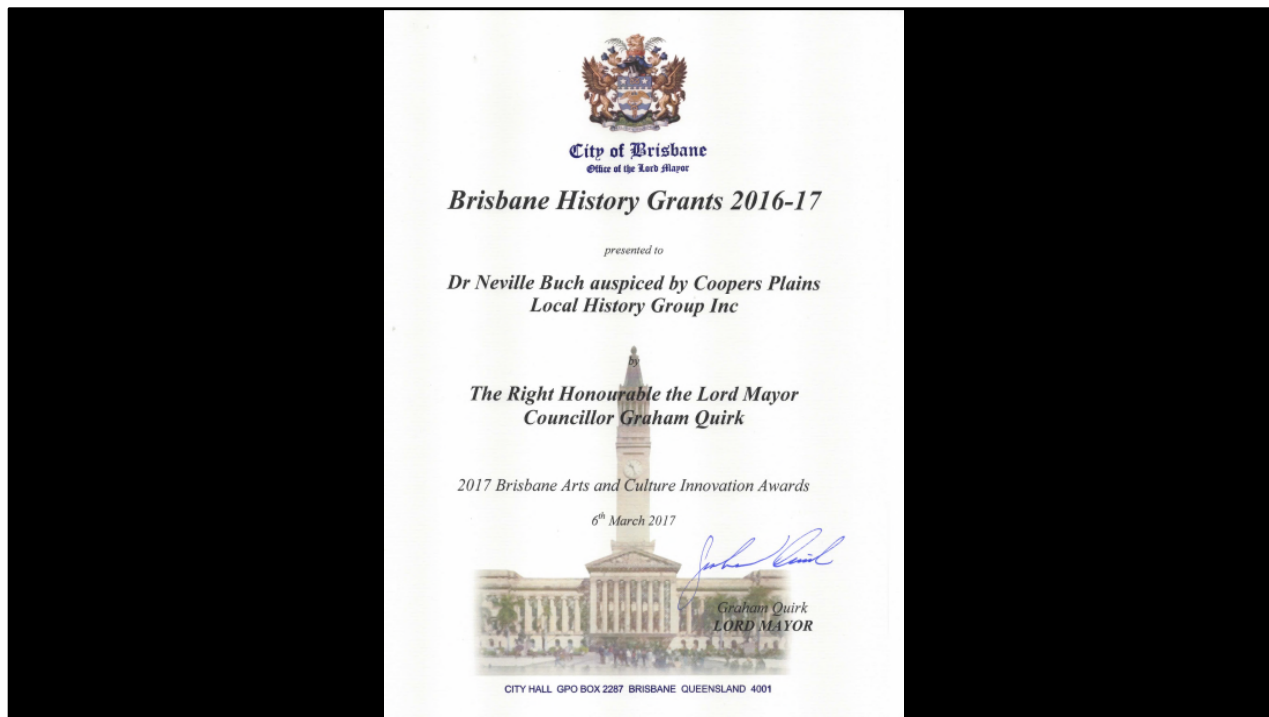 City of Brisbane
Office of the Lord Mayor
Brisbane History Grants 2016-17
presented to
Dr Neville Buch auspiced by Coopers Plains
Local History Group Inc
by
The Right Honourable the Lord Mayor
Councillor Graham Quirk
2017 Brisbane Arts and Culture Innovation Awards
6th March 2017
Graham Quirk
Graham Quirk
LORD MAYOR
CITY HALL GPO BOX 2287 BRISBANE QUEENSLAND 4001